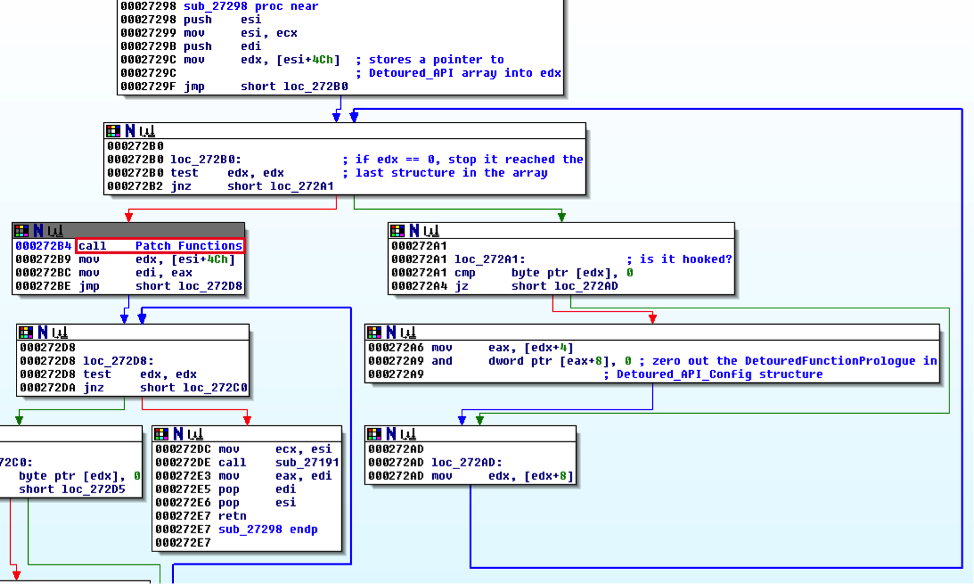 00027298 sub_27298 proc near
00027298 push    esi
00027299 mov     esi, ecx
0002729B push    edi
0002729C mov     edx, [esi+4Ch]  ; stores a pointer to
0002729C                         ; Detoured_API array into edx
0002729F jmp     short loc_272B0
000272B0
000272B0 loc_272B0:              ; if edx == 0, stop it reached the
000272B0 test    edx, edx        ; last structure in the array
000272B2 jnz     short loc_272A1
000272B4 call    Patch_Functions
000272B9 mov     edx, [esi+4Ch]
000272BC mov     edi, eax
000272BE jmp     short loc_272D8
000272A1
000272A1 loc_272A1:              ; is it hooked?
000272A1 cmp     byte ptr [edx], 0
000272A4 jz      short loc_272AD
000272D8
000272D8 loc_272D8:
000272D8 test    edx, edx
000272DA jnz     short loc_272C0
000272A6 mov     eax, [edx+4]
000272A9 and     dword ptr [eax+8], 0 ; zero out the DetouredFunctionPrologue in
000272A9                         ; Detoured_API_Config structure
72C0:
byte ptr [edx], 0
short loc_272D5
000272DC mov     ecx, esi
000272DE call    sub_27191
000272E3 mov     eax, edi
000272E5 pop     edi
000272E6 pop     esi
000272E7 retn
000272E7 sub_27298 endp
000272E7
000272AD
000272AD loc_272AD:
000272AD mov     edx, [edx+8]